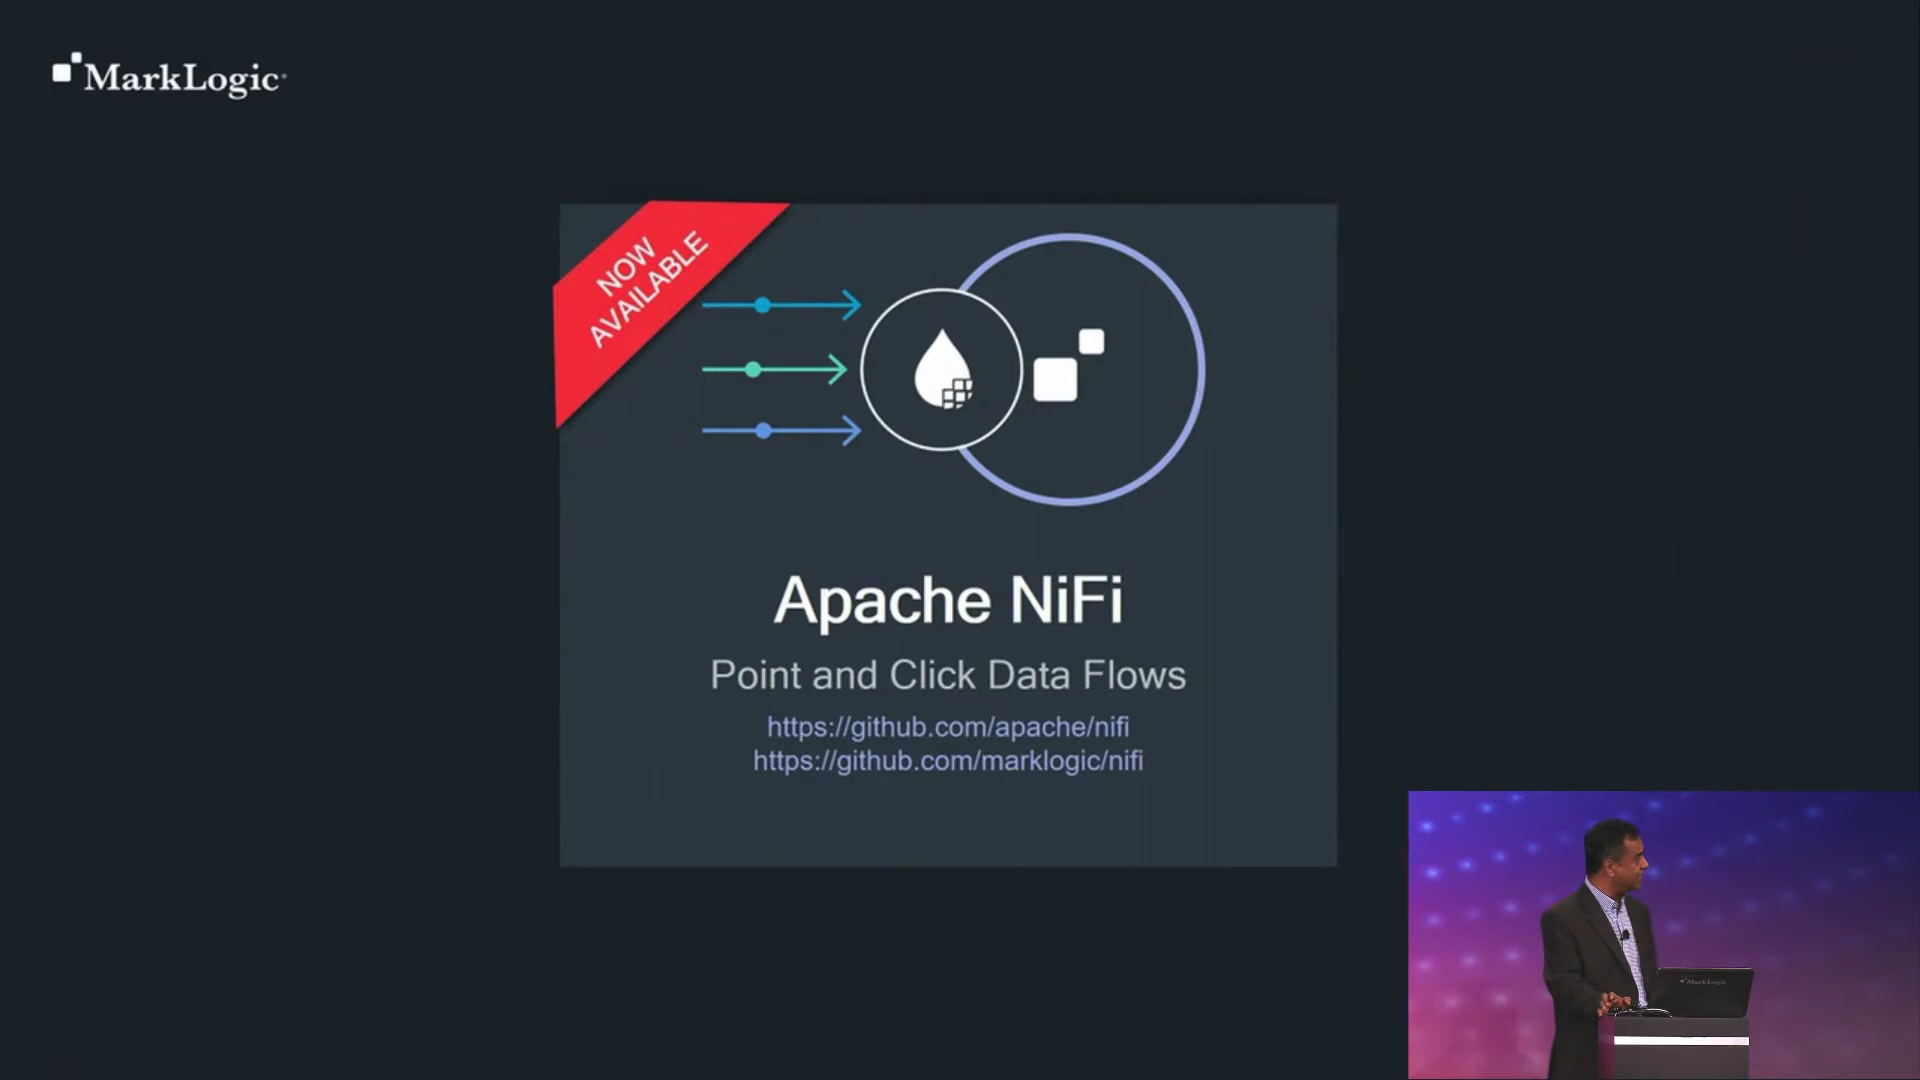 MarkLogic
NOW
AVAILABLE
Apache NiFi
Point and Click Data Flows
https://github.com/apache/nifi
https://github.com/marklogic/nifi
MarkLogic